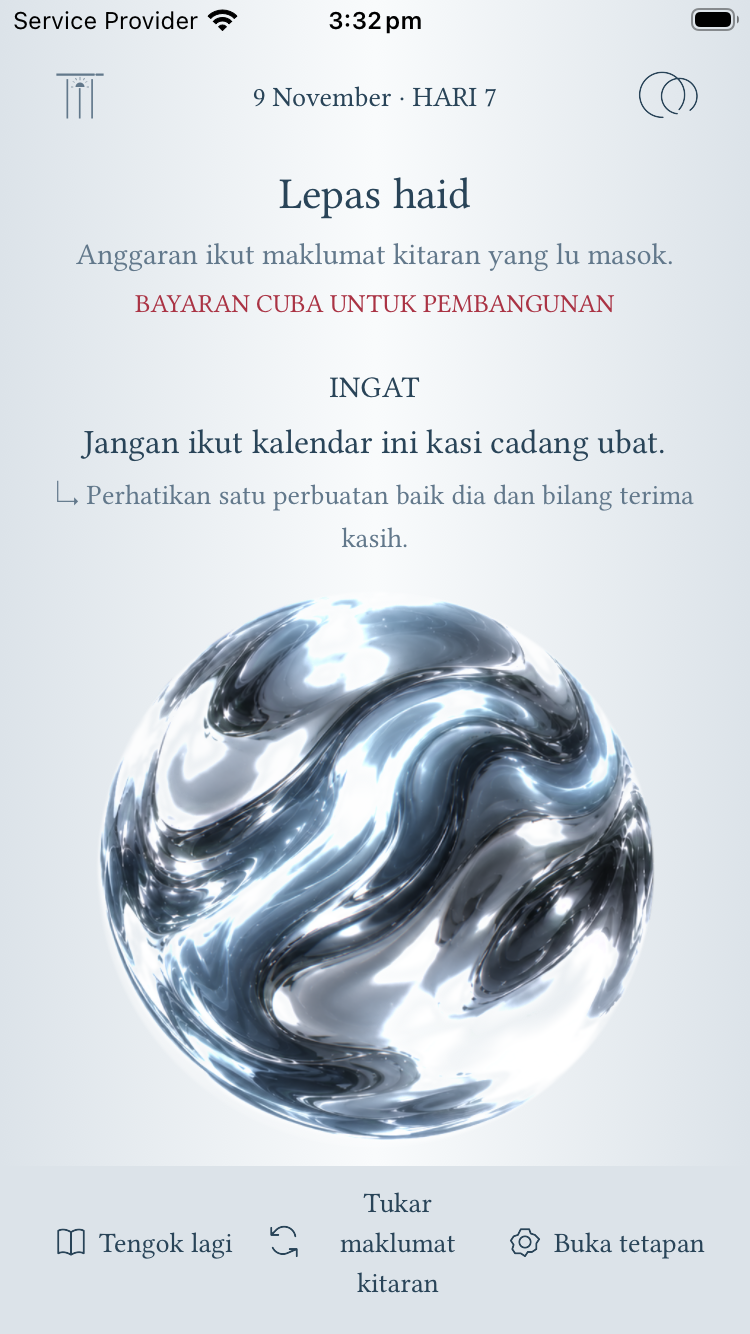 Service Provider 3:32 pm
9 November · HARI 7
Lepas haid
Anggaran ikut maklumat kitaran yang lu masok.
BAYARAN CUBA UNTUK PEMBANGUNAN
INGAT
Jangan ikut kalendar ini kasi cadang ubat.
Perhatikan satu perbuatan baik dia dan bilang terima
kasih.
Tengok lagi
Tukar
maklumat
kitaran
Buka tetapan